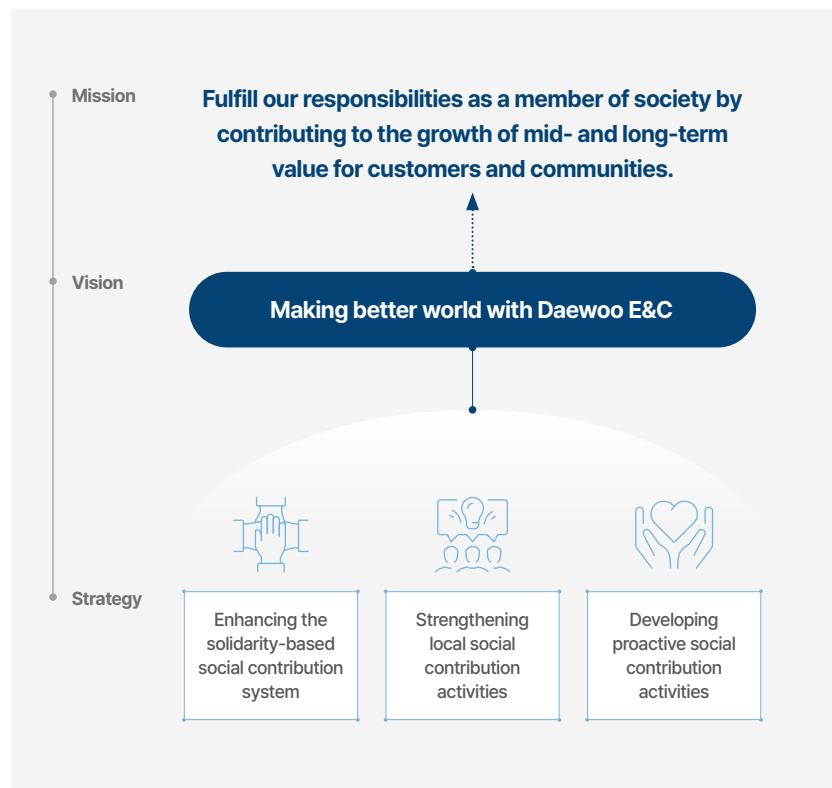 Mission
Fulfill our responsibilities as a member of society by
contributing to the growth of mid- and long-term
value for customers and communities.
Vision
Making better world with Daewoo E&C
Strategy
Enhancing the
solidarity-based
social contribution
system
Strengthening
local social
contribution
activities
Developing
proactive social
contribution
activities